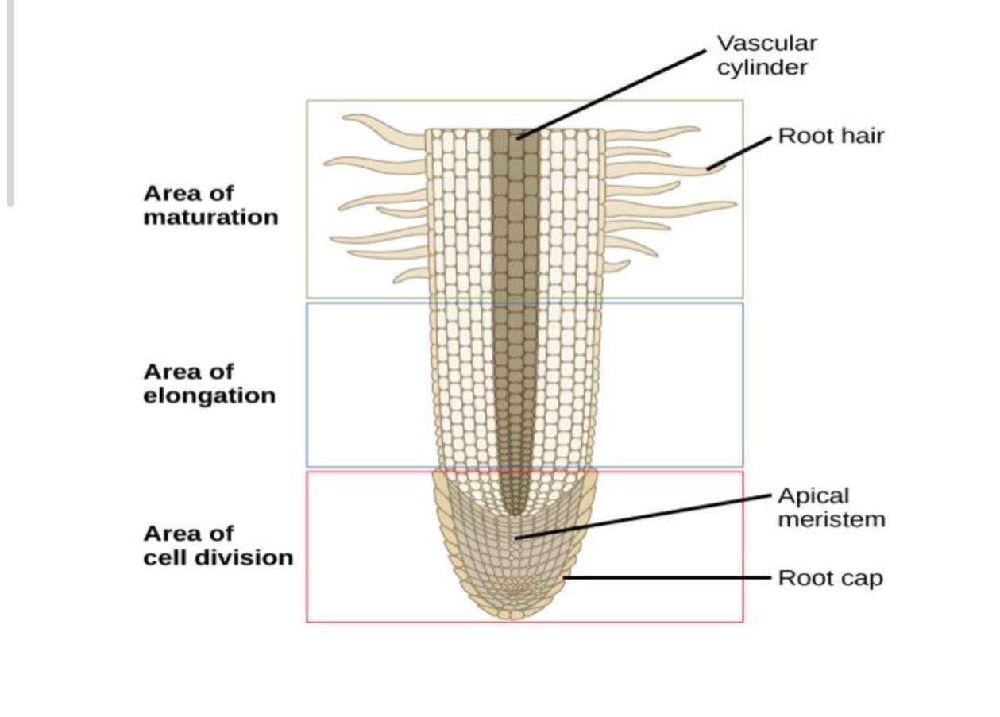 Vascular
cylinder
Root hair
Area of
maturation
Area of
elongation
Apical
meristem
Area of
cell division
Root cap